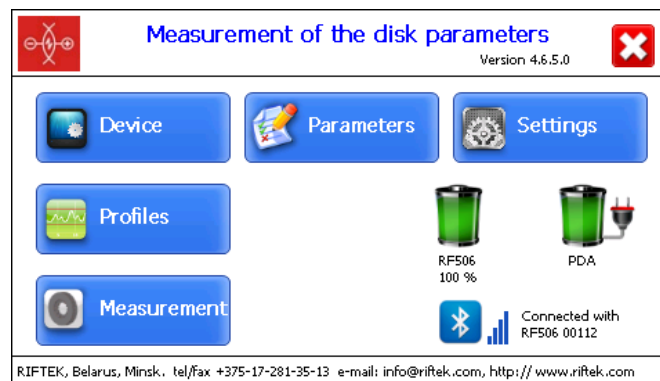 Measurement of the disk parameters
Version 4.6.5.0
Device
Parameters
Settings
Profiles
RF506
100 %
PDA
Measurement
Connected with
RF506 00112
RIFTEK, Belarus, Minsk. tel/fax +375-17-281-35-13 e-mail: info@riftek.com, http://www.riftek.com